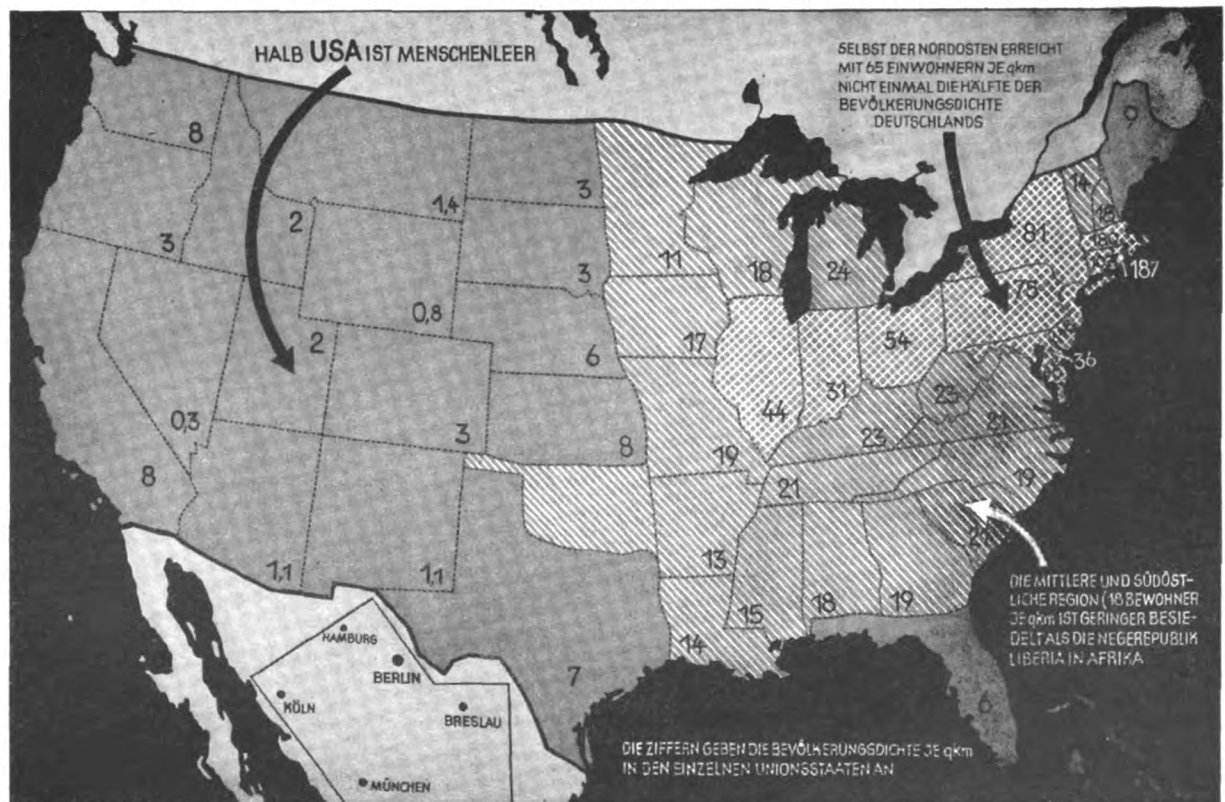 HALB USA IST MENSCHENLEER
SELBST DER NORDOSTEN ERREICHT
MIT 65 EINWOHNERN JE qkm
NICHT EINMAL DIE HÄLFTE DER
BEVÖLKERUNGSDICHTE
DEUTSCHLANDS
8
3
2
1,4
3
3
0,8
2
0,3
8
3
6
8
1,1
1,1
7
11
18
24
17
19
13
14
44
31
54
81
75
14
18
9
187
36
23
23
21
21
19
15
18
19
21
6
DIE MITTLERE UND SÜDÖST-
LICHE REGION (18 BEWOHNER
JE qkm IST GERINGER BESIE-
DELT ALS DIE NEGEREPUBLIK
LIBERIA IN AFRIKA
HAMBURG
BERLIN
KÖLN
BRESLAU
MÜNCHEN
DIE ZIFFERN GEBEN DIE BEVÖLKERUNGSDICHTE JE qkm
IN DEN EINZELNEN UNIONSSTAATEN AN